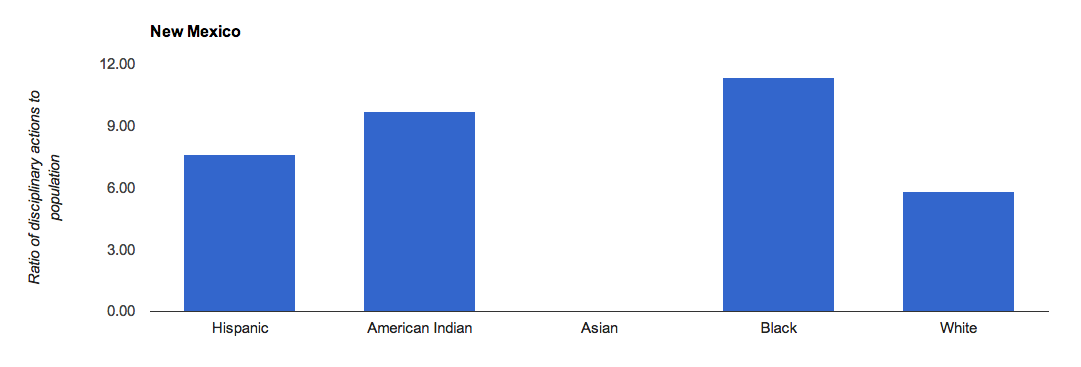 New Mexico
Ratio of disciplinary actions to
population
12.00
9.00
6.00
3.00
0.00
Hispanic
American Indian
Asian
Black
White